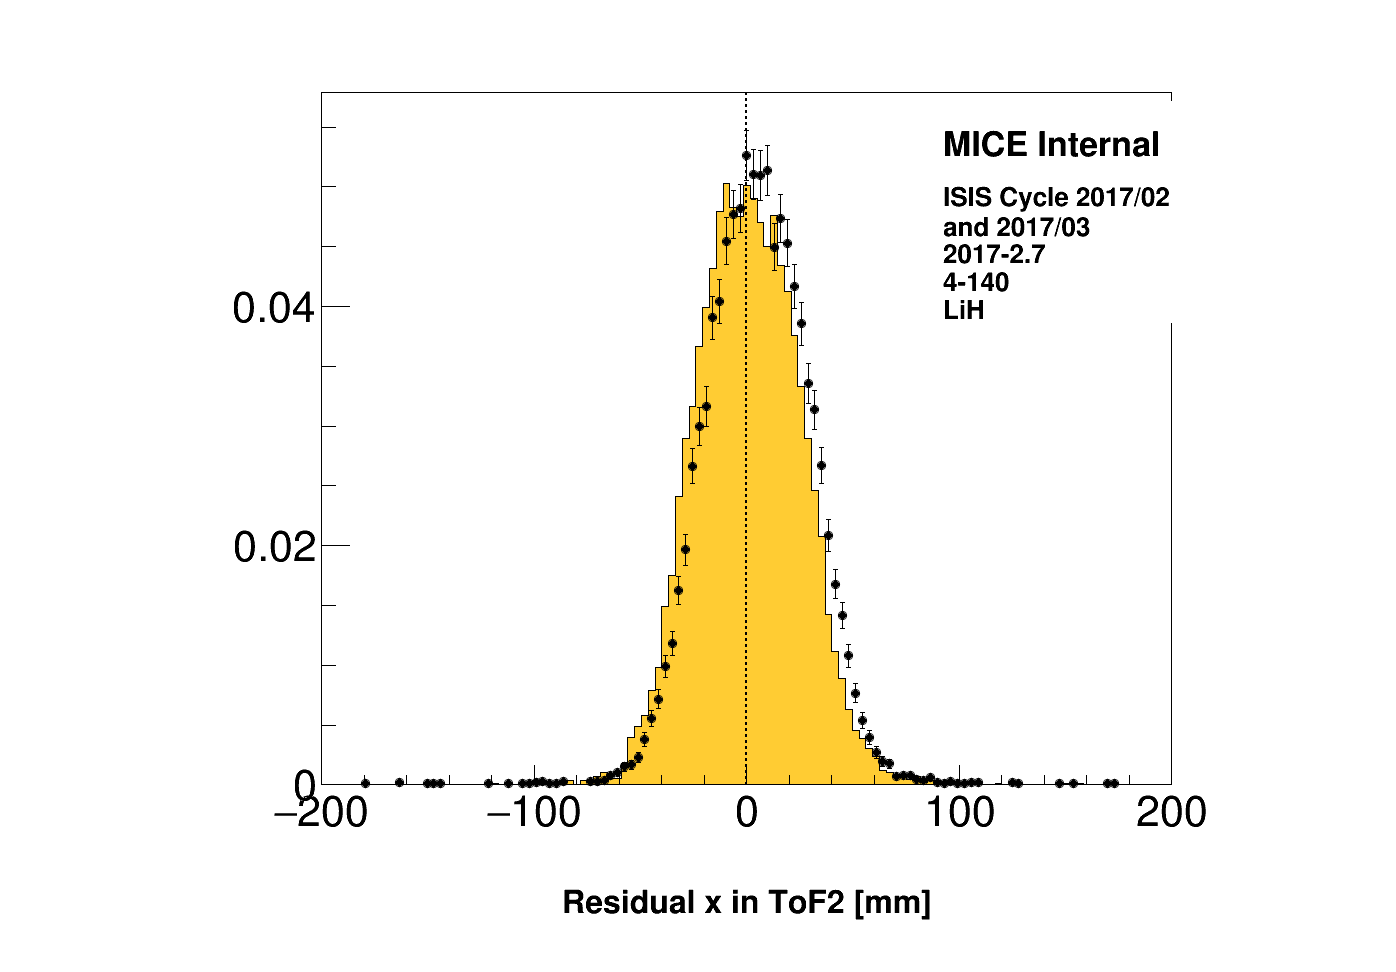 MICE Internal
ISIS Cycle 2017/02
and 2017/03
2017-2.7
4-140
LiH
0.04
0.02
0
−200 −100 0 100 200
Residual x in ToF2 [mm]